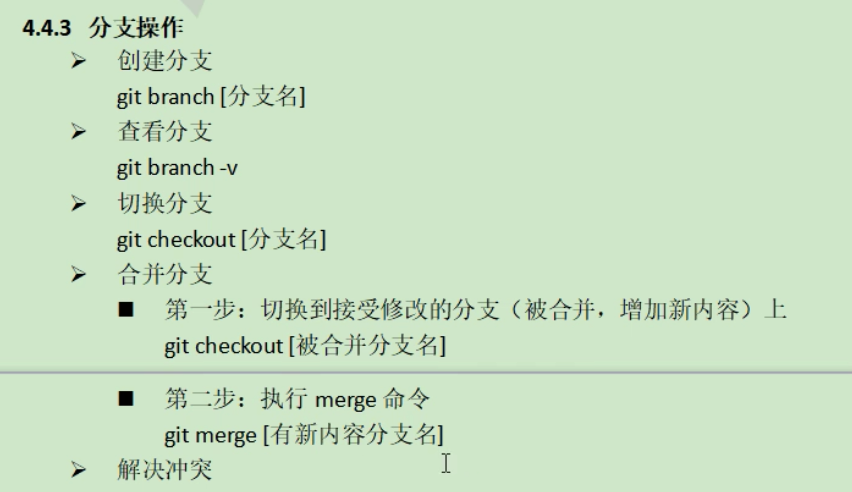 4.4.3 分支操作
➢ 创建分支
git branch [分支名]
➢ 查看分支
git branch -v
➢ 切换分支
git checkout [分支名]
➢ 合并分支
■ 第一步：切换到接受修改的分支（被合并，增加新内容）上
git checkout [被合并分支名]
■ 第二步：执行 merge 命令
git merge [有新内容分支名]
➢ 解决冲突